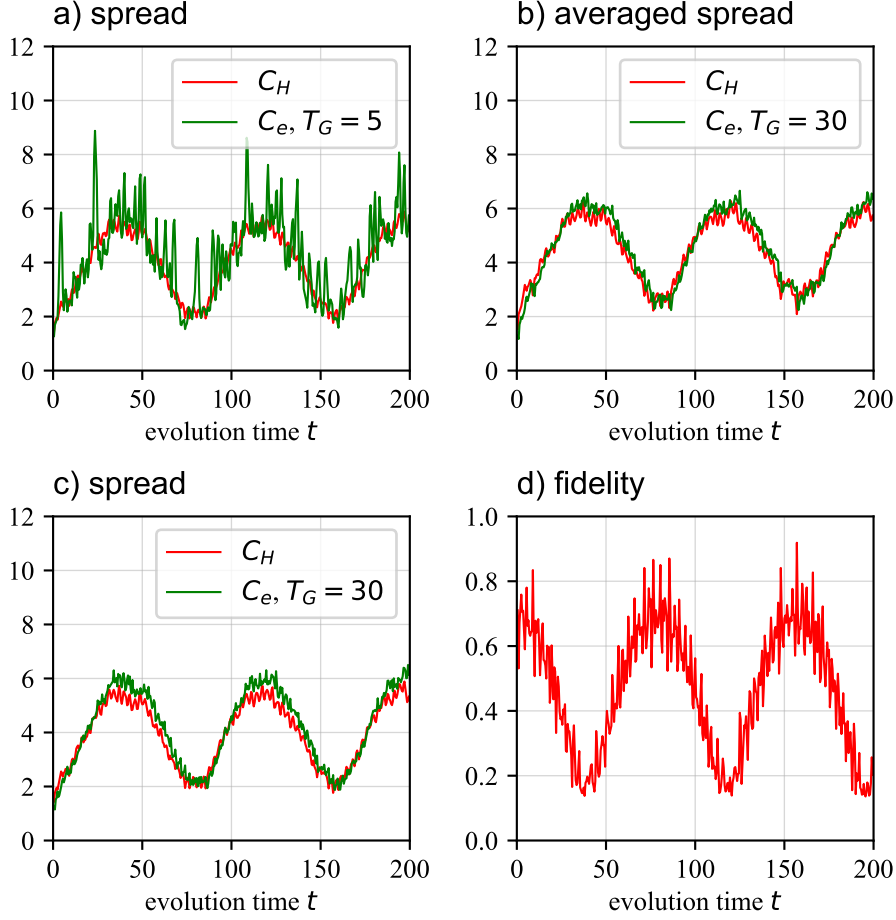 a) spread
12
10
8
6
4
2
0
C_H
C_e, T_G = 5
0 50 100 150 200
evolution time t
b) averaged spread
12
10
8
6
4
2
0
C_H
C_e, T_G = 30
0 50 100 150 200
evolution time t
c) spread
12
10
8
6
4
2
0
C_H
C_e, T_G = 30
0 50 100 150 200
evolution time t
d) fidelity
1.0
0.8
0.6
0.4
0.2
0.0
0 50 100 150 200
evolution time t